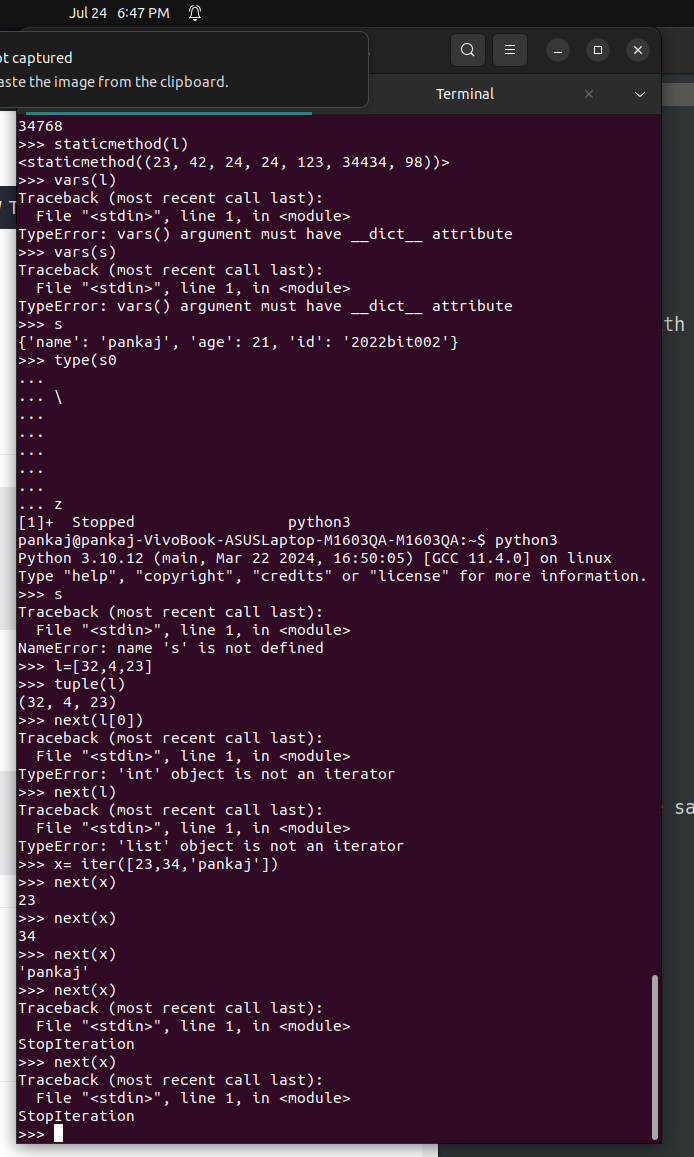 Jul 24 6:47 PM
captured
the image from the clipboard.
Terminal
34768
>>> staticmethod(l)
<staticmethod((23, 42, 24, 24, 123, 34434, 98))>
>>> vars(l)
Traceback (most recent call last):
  File "<stdin>", line 1, in <module>
TypeError: vars() argument must have __dict__ attribute
>>> vars(s)
Traceback (most recent call last):
  File "<stdin>", line 1, in <module>
TypeError: vars() argument must have __dict__ attribute
>>> s
{'name': 'pankaj', 'age': 21, 'id': '2022bit002'}
>>> type(s0
...
... \
...
...
...
...
...
... z
[1]+  Stopped                 python3
pankaj@pankaj-VivoBook-ASUSLaptop-M1603QA-M1603QA:~$ python3
Python 3.10.12 (main, Mar 22 2024, 16:50:05) [GCC 11.4.0] on linux
Type "help", "copyright", "credits" or "license" for more information.
>>> s
Traceback (most recent call last):
  File "<stdin>", line 1, in <module>
NameError: name 's' is not defined
>>> l=[32,4,23]
>>> tuple(l)
(32, 4, 23)
>>> next(l[0])
Traceback (most recent call last):
  File "<stdin>", line 1, in <module>
TypeError: 'int' object is not an iterator
>>> next(l)
Traceback (most recent call last):
  File "<stdin>", line 1, in <module>
TypeError: 'list' object is not an iterator
>>> x= iter([23,34,'pankaj'])
>>> next(x)
23
>>> next(x)
34
>>> next(x)
'pankaj'
>>> next(x)
Traceback (most recent call last):
  File "<stdin>", line 1, in <module>
StopIteration
>>> next(x)
Traceback (most recent call last):
  File "<stdin>", line 1, in <module>
StopIteration
>>>